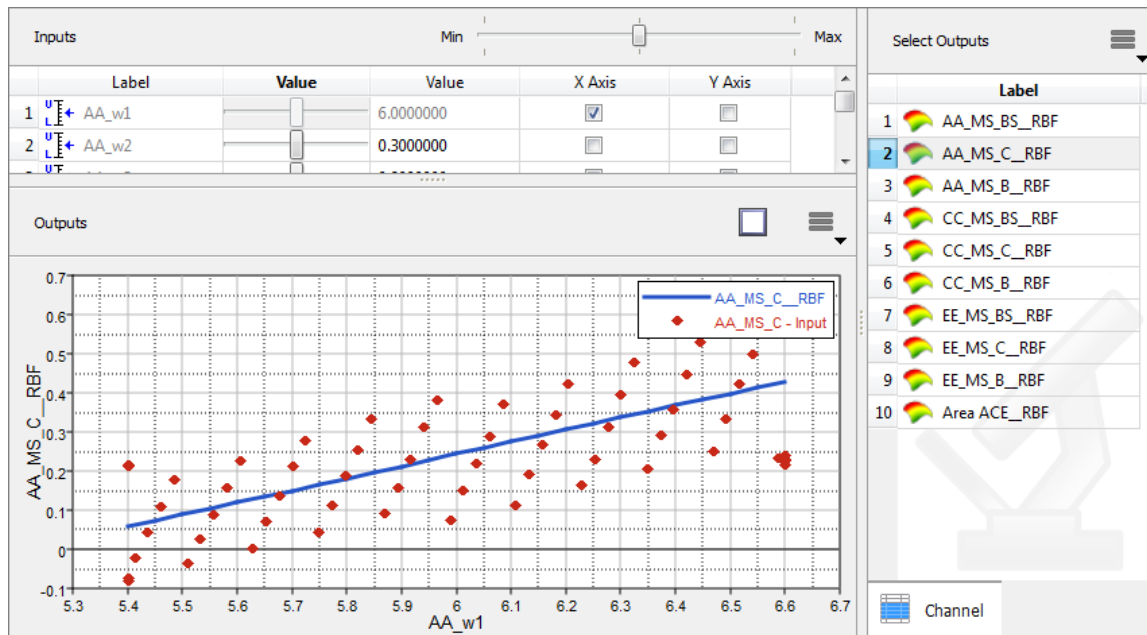 Inputs Min Max
Label Value Value X Axis Y Axis
1 AA_w1 6.0000000
2 AA_w2 0.3000000
Outputs
AA_MS_C__RBF
AA_MS_C - Input
0.7
0.6
0.5
0.4
0.3
0.2
0.1
0
-0.1
AA_MS_C__RBF
5.3 5.4 5.5 5.6 5.7 5.8 5.9 6 6.1 6.2 6.3 6.4 6.5 6.6 6.7
AA_w1
Select Outputs
Label
1 AA_MS_BS__RBF
2 AA_MS_C__RBF
3 AA_MS_B__RBF
4 CC_MS_BS__RBF
5 CC_MS_C__RBF
6 CC_MS_B__RBF
7 EE_MS_BS__RBF
8 EE_MS_C__RBF
9 EE_MS_B__RBF
10 Area ACE__RBF
Channel